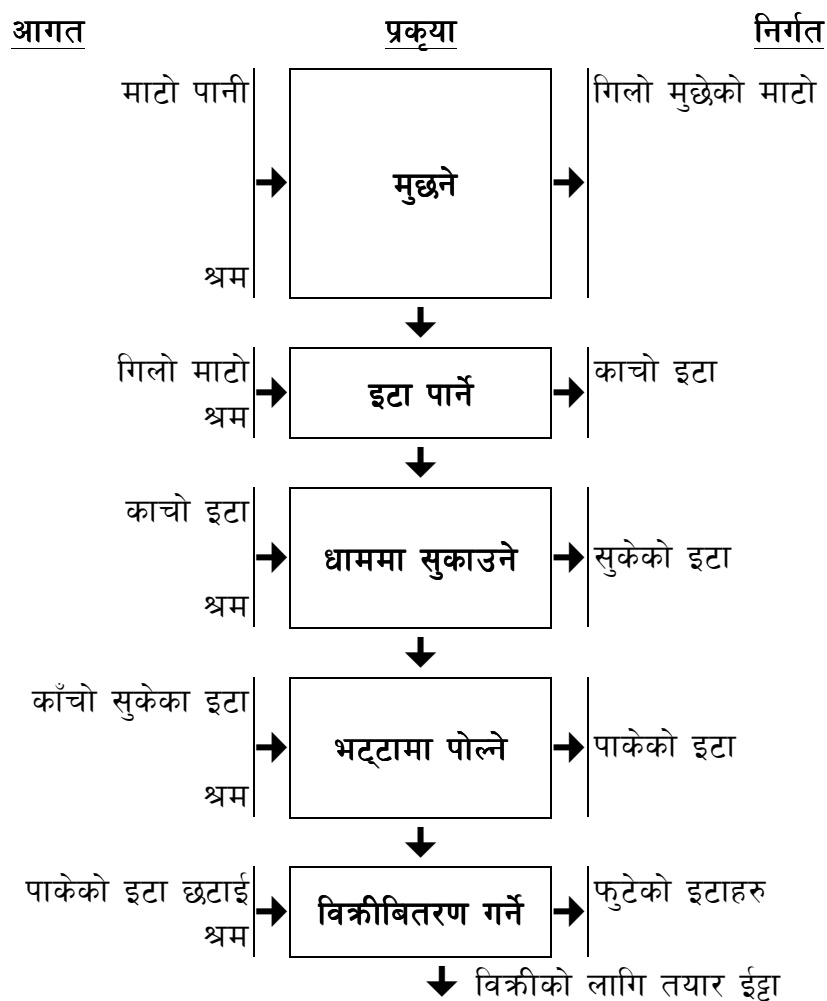 आगत प्रकृया निर्गत
माटो पानी
श्रम
मुछने
गिलो मुछेको माटो
गिलो माटो
श्रम
इटा पार्ने
काचो इटा
काचो इटा
श्रम
धाममा सुकाउने
सुकेको इटा
काँचो सुकेका इटा
श्रम
भट्टामा पोल्ने
पाकेको इटा
पाकेको इटा छटाई
श्रम
विक्रीबितरण गर्ने
फुटेको इटाहरु
विक्रीको लागि तयार ईट्टा